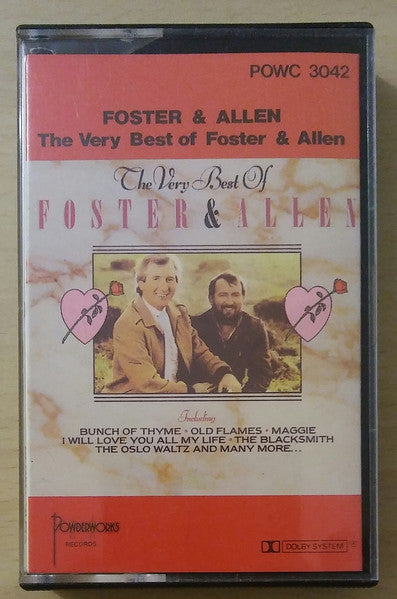 POWC 3042
FOSTER & ALLEN
The Very Best of Foster & Allen
The Very Best Of
FOSTER & ALLEN
Including
BUNCH OF THYME • OLD FLAMES • MAGGIE
I WILL LOVE YOU ALL MY LIFE • THE BLACKSMITH
THE OSLO WALTZ AND MANY MORE...
POWDERWORKS
RECORDS
DOLBY SYSTEM